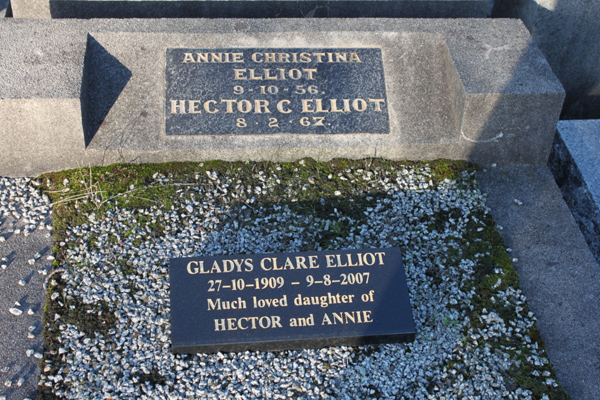 ANNIE CHRISTINA
ELLIOT
9-10-56.
HECTOR C ELLIOT
8·2·67.
GLADYS CLARE ELLIOT
27-10-1909 - 9-8-2007
Much loved daughter of
HECTOR and ANNIE